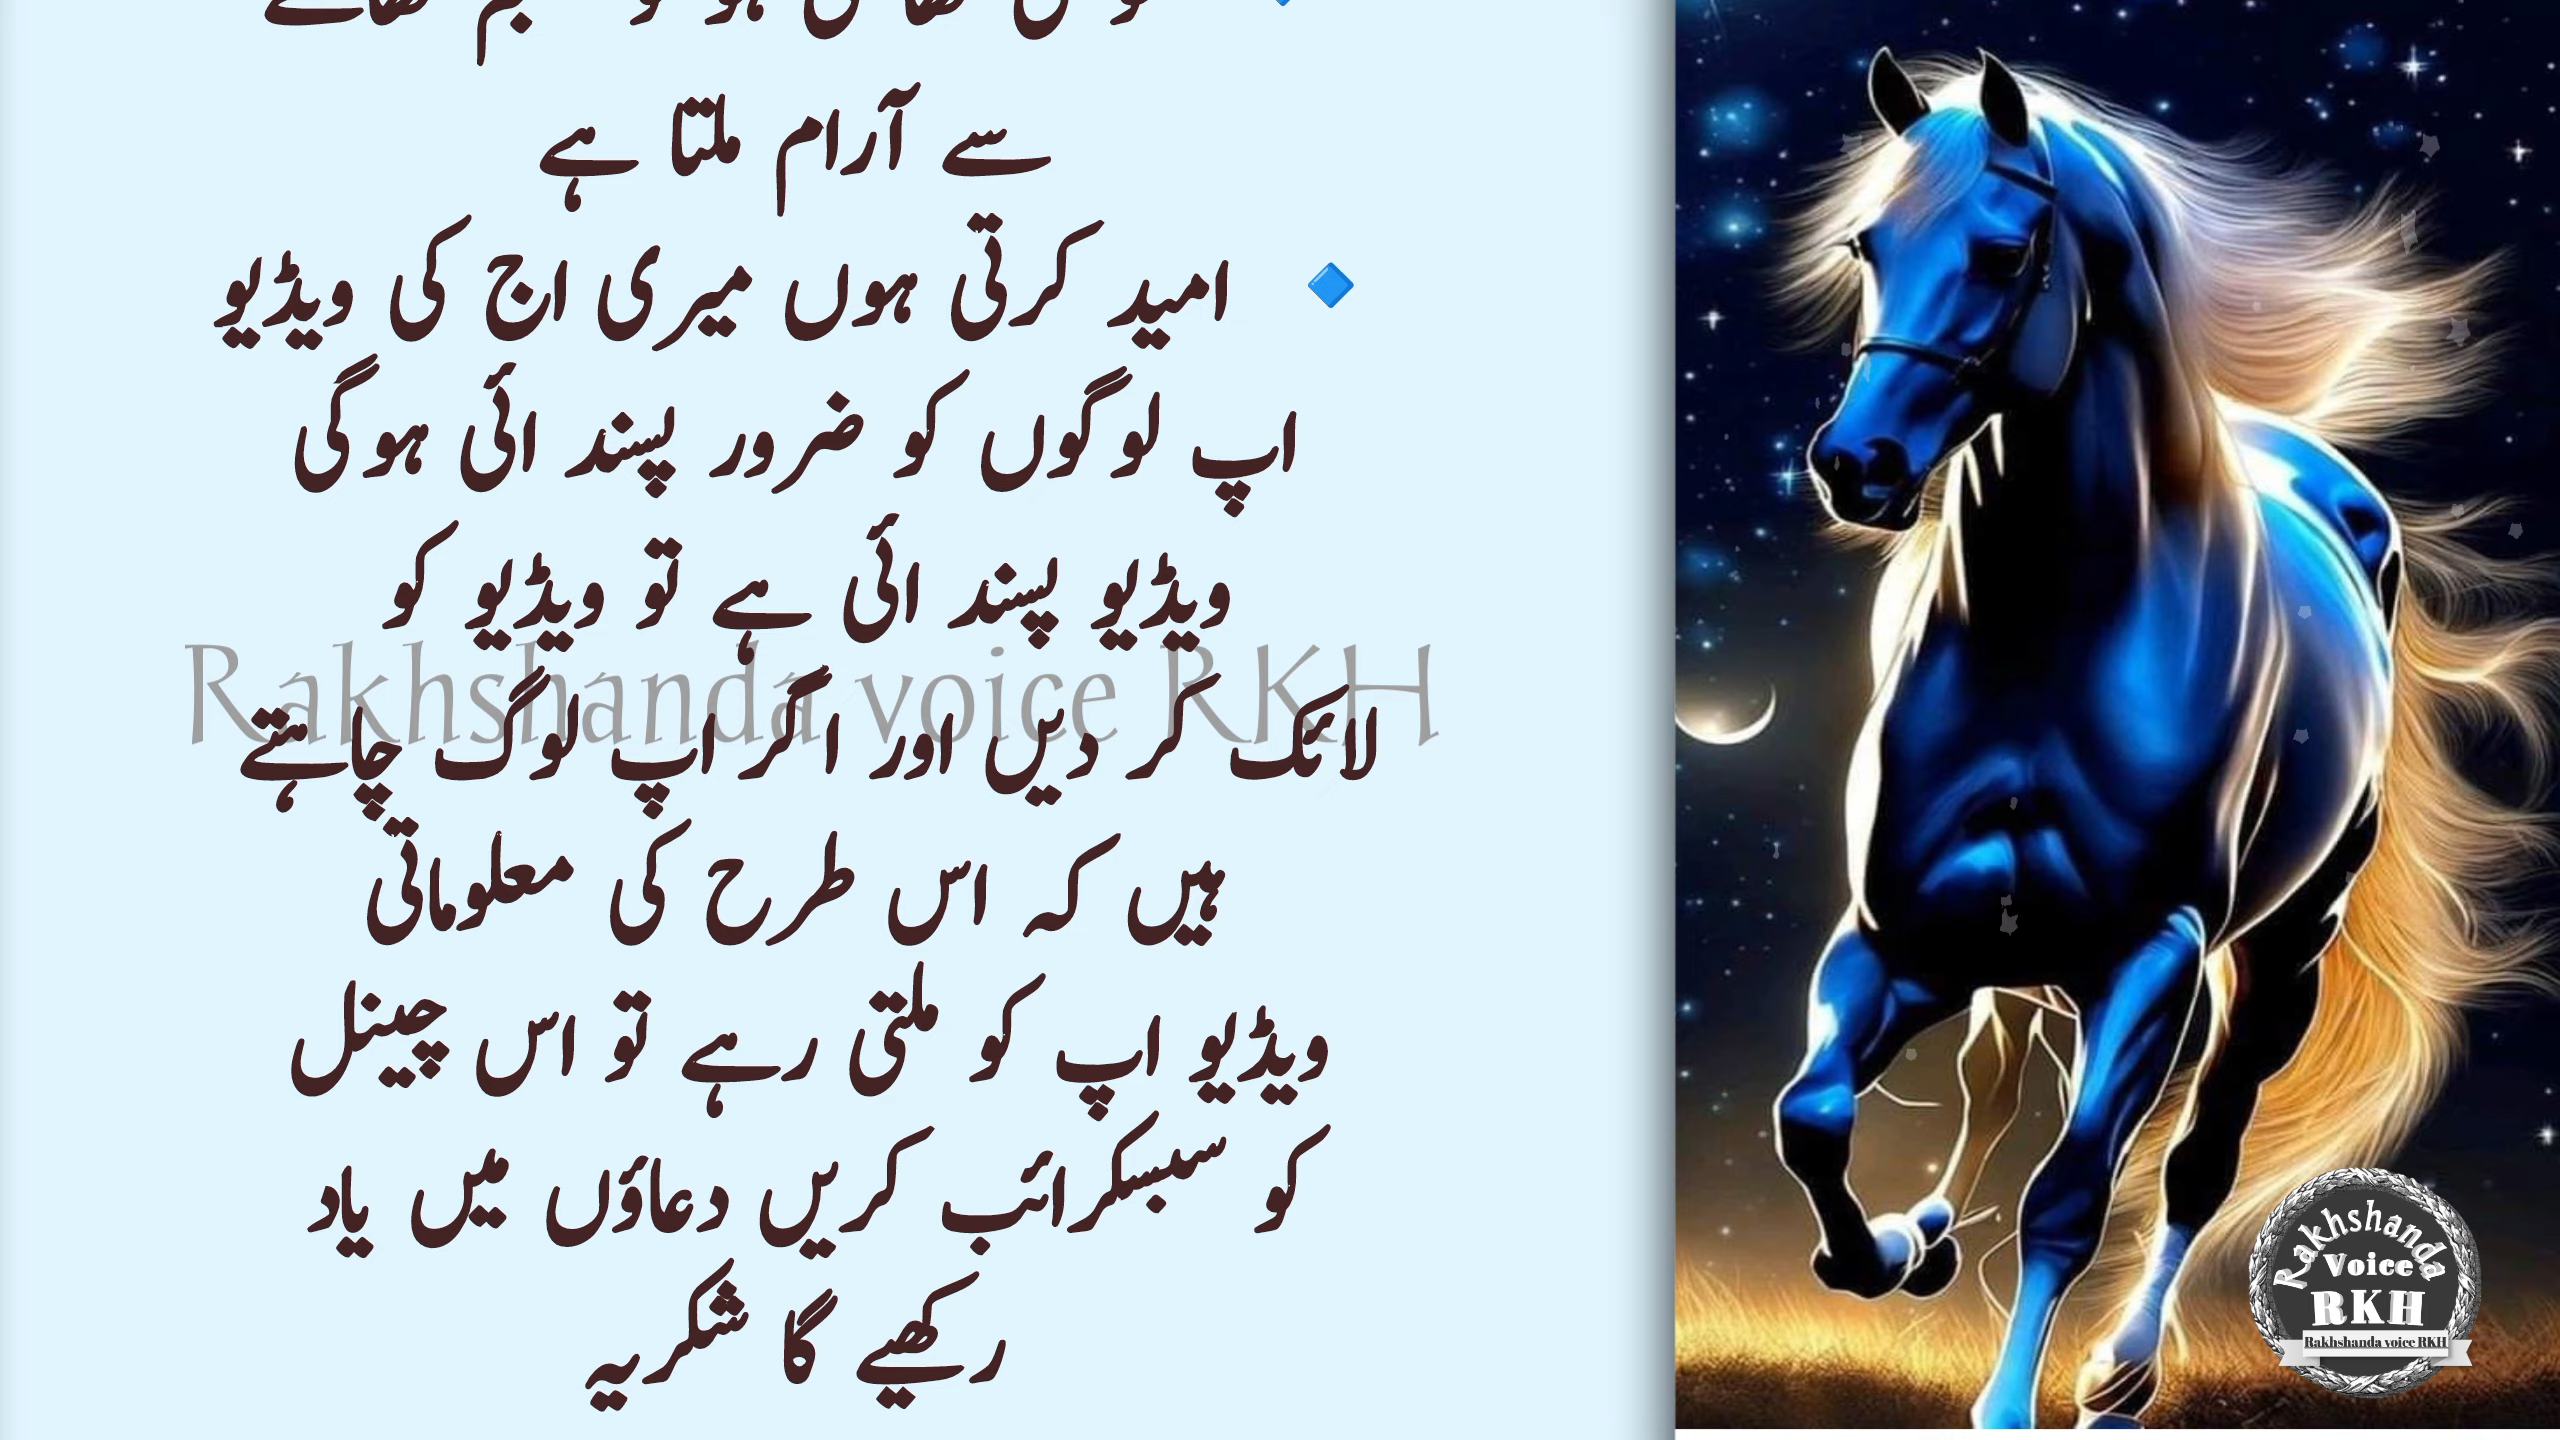 سے آرام ملتا ہے
🔹 امید کرتی ہوں میری اج کی ویڈیو
اپ لوگوں کو ضرور پسند ائی ہوگی
ویڈیو پسند ائی ہے تو ویڈیو کو
Rakhshanda voice RKH
لائک کر دیں اور اگر اپ لوگ چاہتے
ہیں کہ اس طرح کی معلوماتی
ویڈیو اپ کو ملتی رہے تو اس چینل
کو سبسکرائب کریں دعاؤں میں یاد
رکھیے گا شکریہ
Rakhshanda
Voice
RKH
Rakhshanda voice RKH